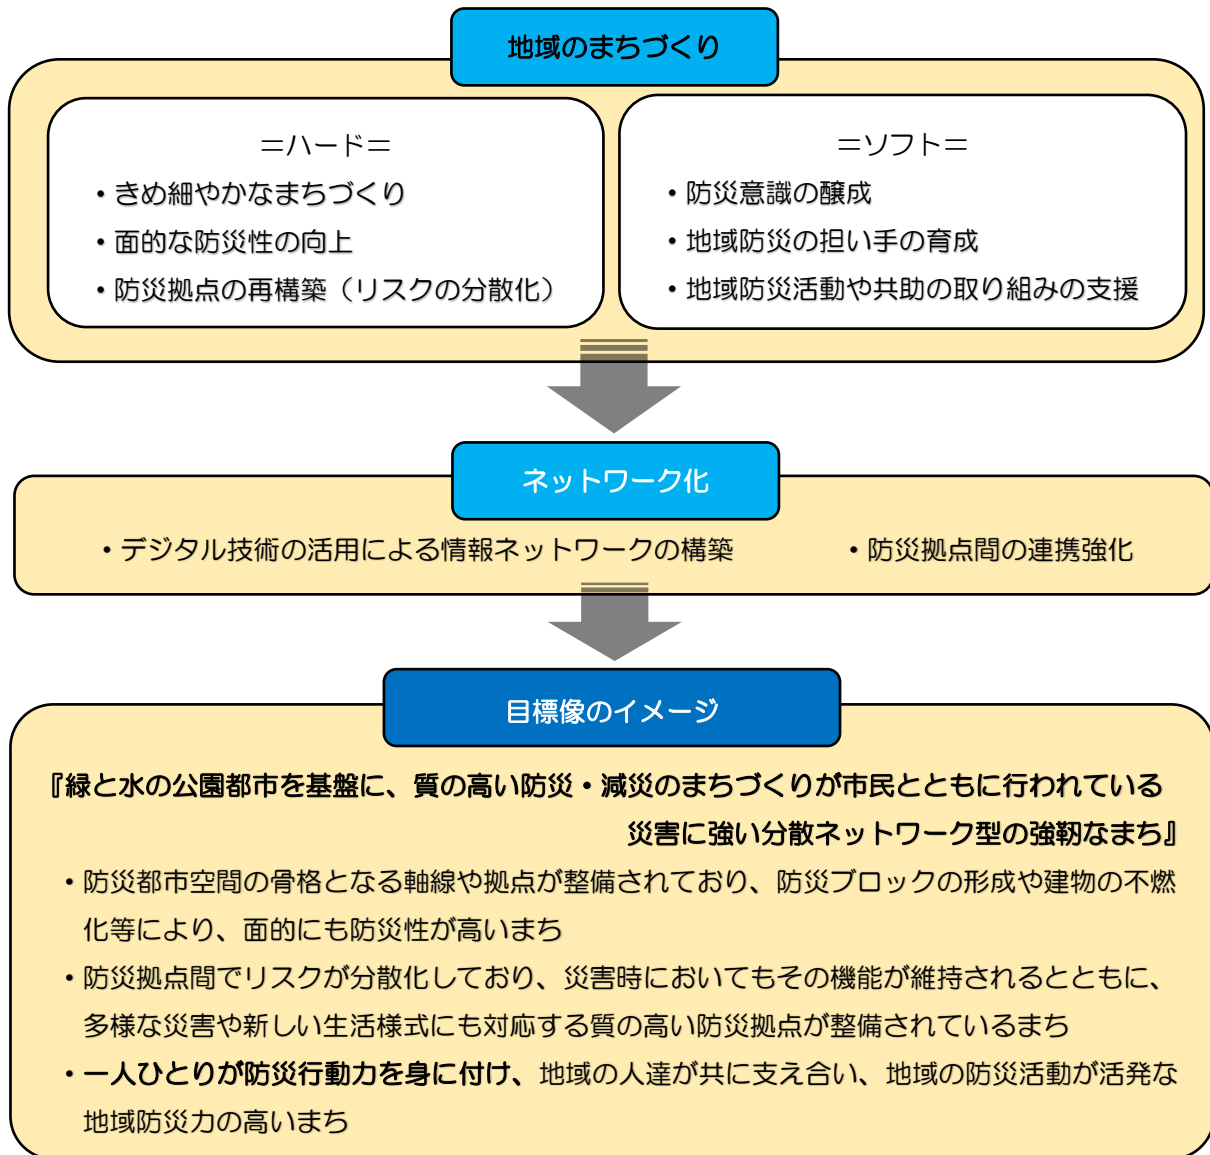 地域のまちづくり
＝ハード＝
・きめ細やかなまちづくり
・面的な防災性の向上
・防災拠点の再構築（リスクの分散化）
＝ソフト＝
・防災意識の醸成
・地域防災の担い手の育成
・地域防災活動や共助の取り組みの支援
ネットワーク化
・デジタル技術の活用による情報ネットワークの構築
・防災拠点間の連携強化
目標像のイメージ
『緑と水の公園都市を基盤に、質の高い防災・減災のまちづくりが市民とともに行われている
災害に強い分散ネットワーク型の強靭なまち』
・防災都市空間の骨格となる軸線や拠点が整備されており、防災ブロックの形成や建物の不燃
化等により、面的にも防災性が高いまち
・防災拠点間でリスクが分散化しており、災害時においてもその機能が維持されるとともに、
多様な災害や新しい生活様式にも対応する質の高い防災拠点が整備されているまち
・一人ひとりが防災行動力を身に付け、地域の人達が共に支え合い、地域の防災活動が活発な
地域防災力の高いまち